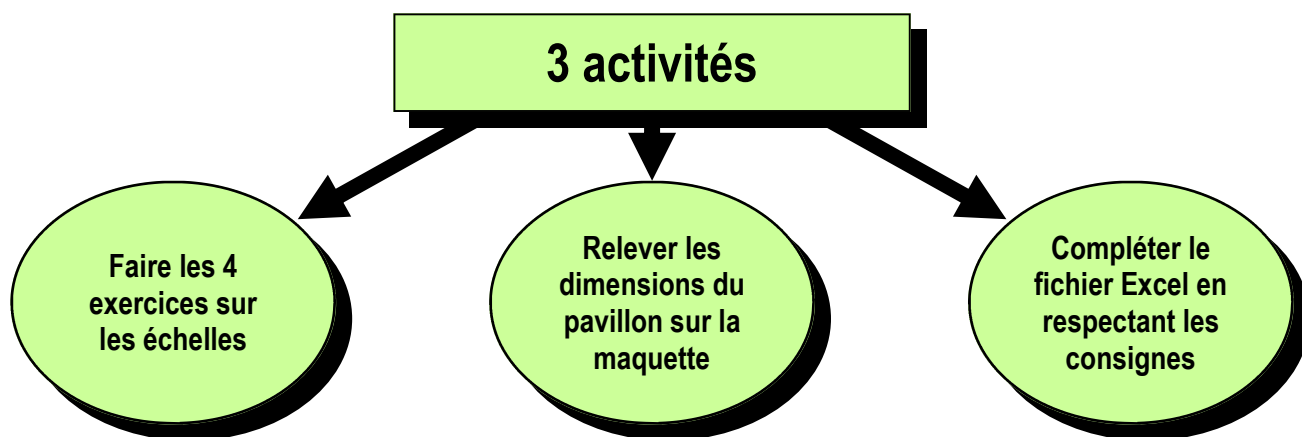 3 activités
Faire les 4
exercices sur
les échelles
Relever les
dimensions du
pavillon sur la
maquette
Compléter le
fichier Excel en
respectant les
consignes